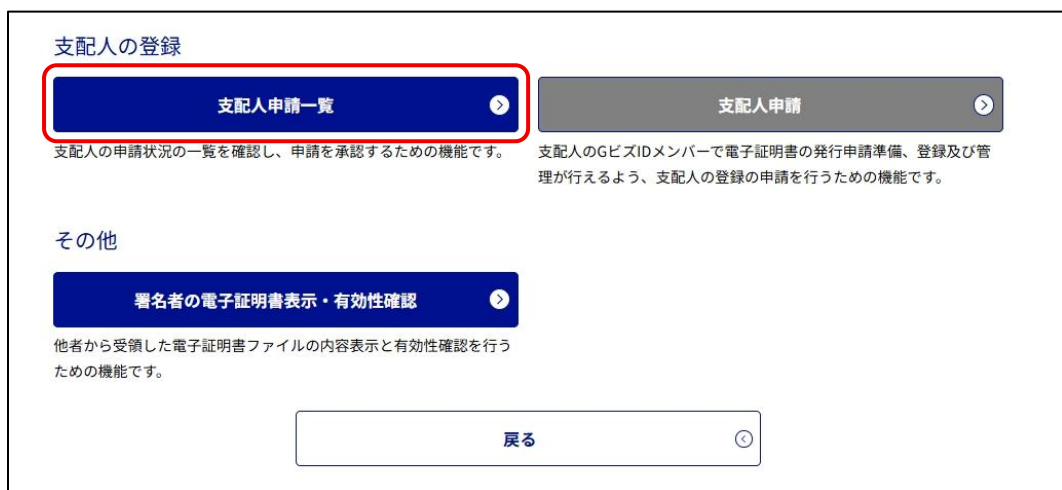 支配人の登録
支配人申請一覧
支配人申請
支配人の申請状況の一覧を確認し、申請を承認するための機能です。
支配人のGビズIDメンバーで電子証明書の発行申請準備、登録及び管
理が行えるよう、支配人の登録の申請を行うための機能です。
その他
署名者の電子証明書表示・有効性確認
他者から受領した電子証明書ファイルの内容表示と有効性確認を行う
ための機能です。
戻る